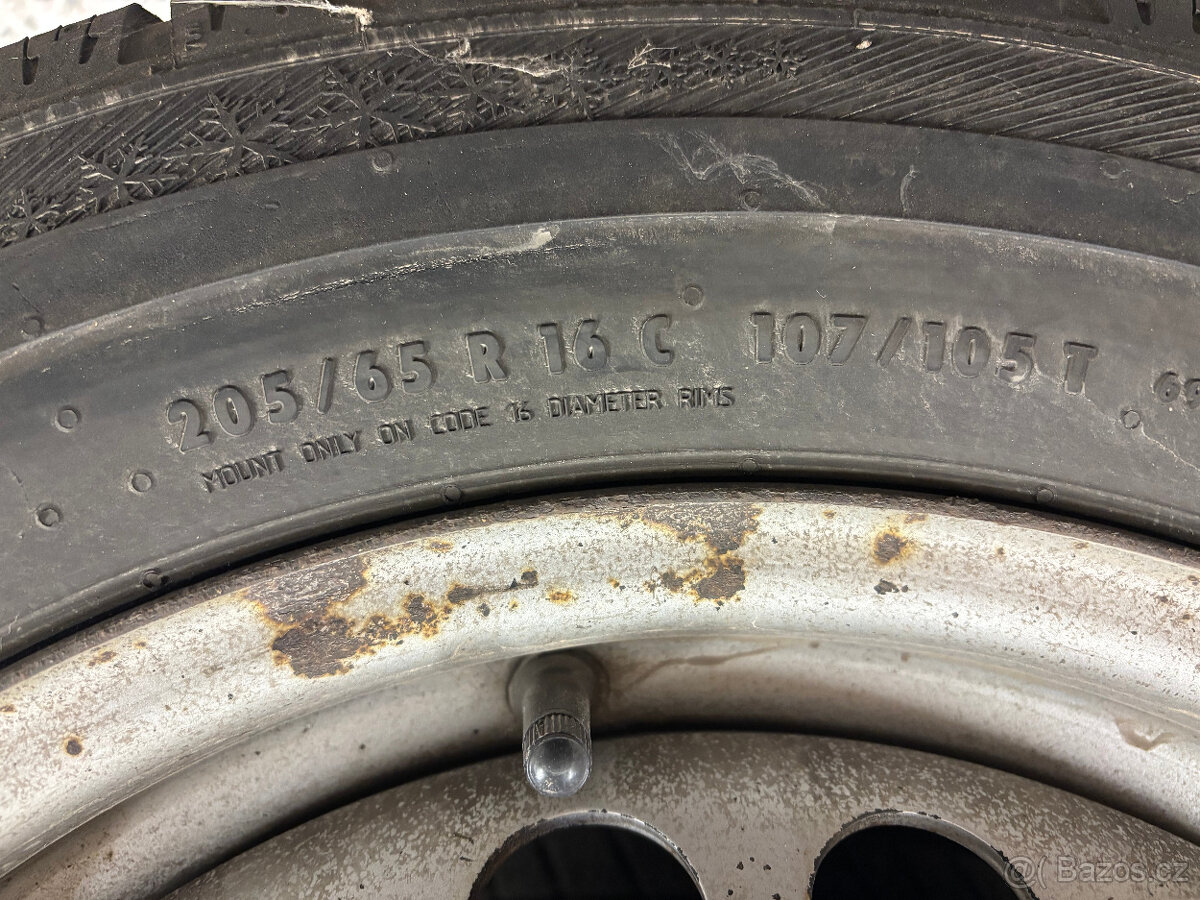 205/65 R 16 C 107/105 T
MOUNT ONLY ON CODE 16 DIAMETER RIMS
Bazos.cz